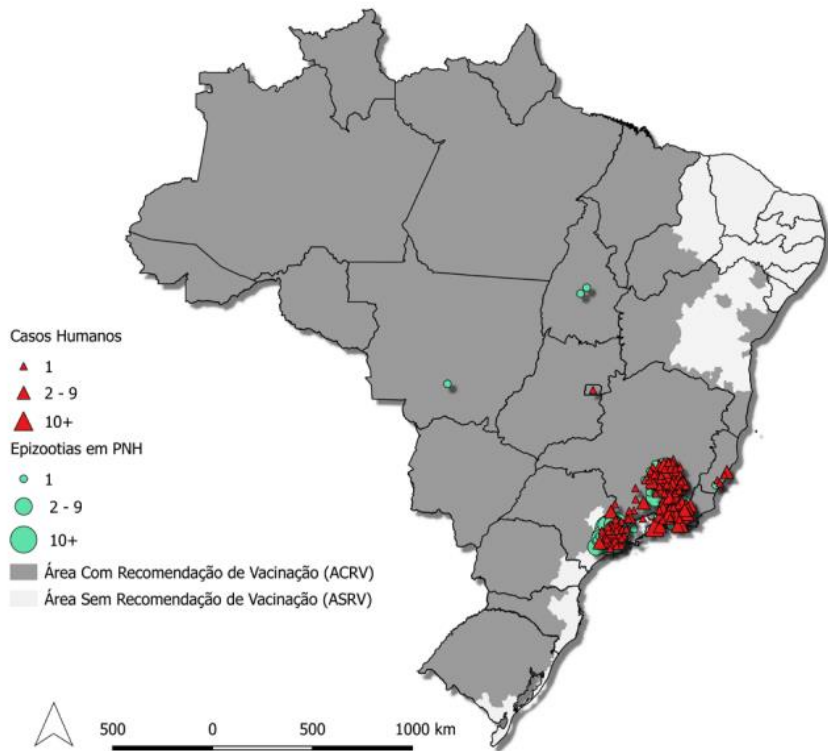 Casos Humanos
1
2 - 9
10+
Epizootias em PNH
1
2 - 9
10+
Área Com Recomendação de Vacinação (ACRV)
Área Sem Recomendação de Vacinação (ASRV)
500 0 500 1000 km